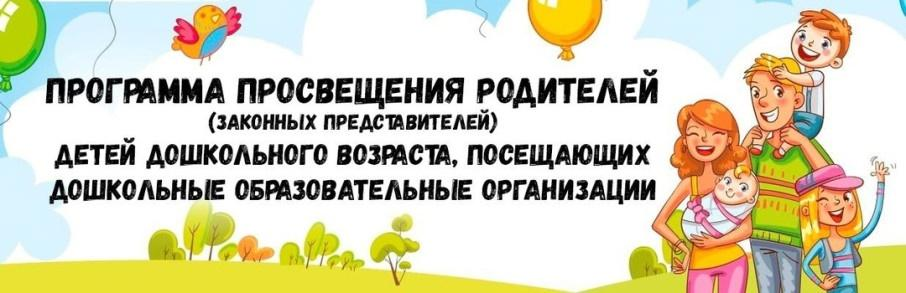 ПРОГРАММА ПРОСВЕЩЕНИЯ РОДИТЕЛЕЙ
(ЗАКОННЫХ ПРЕДСТАВИТЕЛЕЙ)
ДЕТЕЙ ДОШКОЛЬНОГО ВОЗРАСТА, ПОСЕЩАЮЩИХ
ДОШКОЛЬНЫЕ ОБРАЗОВАТЕЛЬНЫЕ ОРГАНИЗАЦИИ